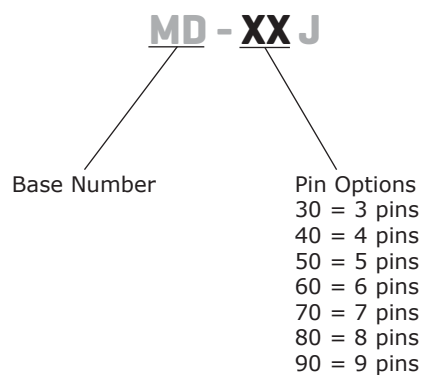 MD - XX J
Base Number
Pin Options
30 = 3 pins
40 = 4 pins
50 = 5 pins
60 = 6 pins
70 = 7 pins
80 = 8 pins
90 = 9 pins